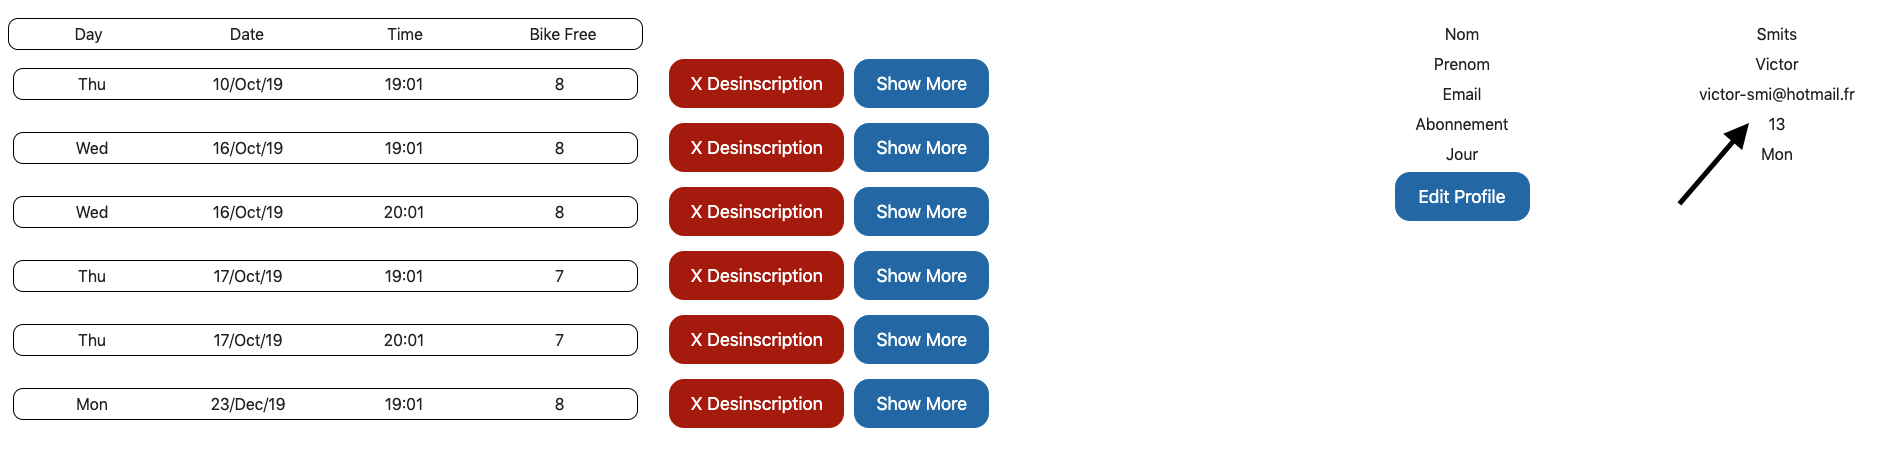 Day Date Time Bike Free
Thu 10/Oct/19 19:01 8 X Desinscription Show More
Wed 16/Oct/19 19:01 8 X Desinscription Show More
Wed 16/Oct/19 20:01 8 X Desinscription Show More
Thu 17/Oct/19 19:01 7 X Desinscription Show More
Thu 17/Oct/19 20:01 7 X Desinscription Show More
Mon 23/Dec/19 19:01 8 X Desinscription Show More
Nom Smits
Prenom Victor
Email victor-smi@hotmail.fr
Abonnement 13
Jour Mon
Edit Profile